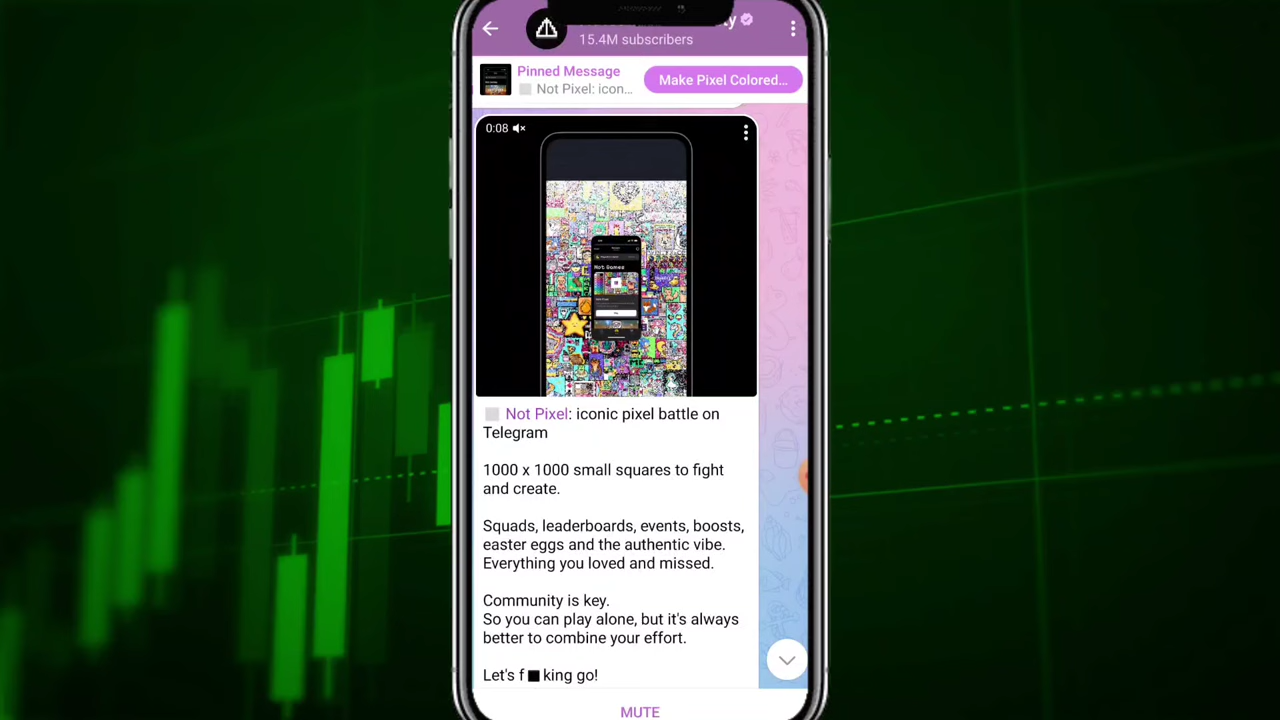 15.4M subscribers
Pinned Message
Not Pixel: icon...
Make Pixel Colored...
0:08
Not Games
Not Pixel: iconic pixel battle on
Telegram
1000 x 1000 small squares to fight
and create.
Squads, leaderboards, events, boosts,
easter eggs and the authentic vibe.
Everything you loved and missed.
Community is key.
So you can play alone, but it's always
better to combine your effort.
Let's f■king go!
MUTE